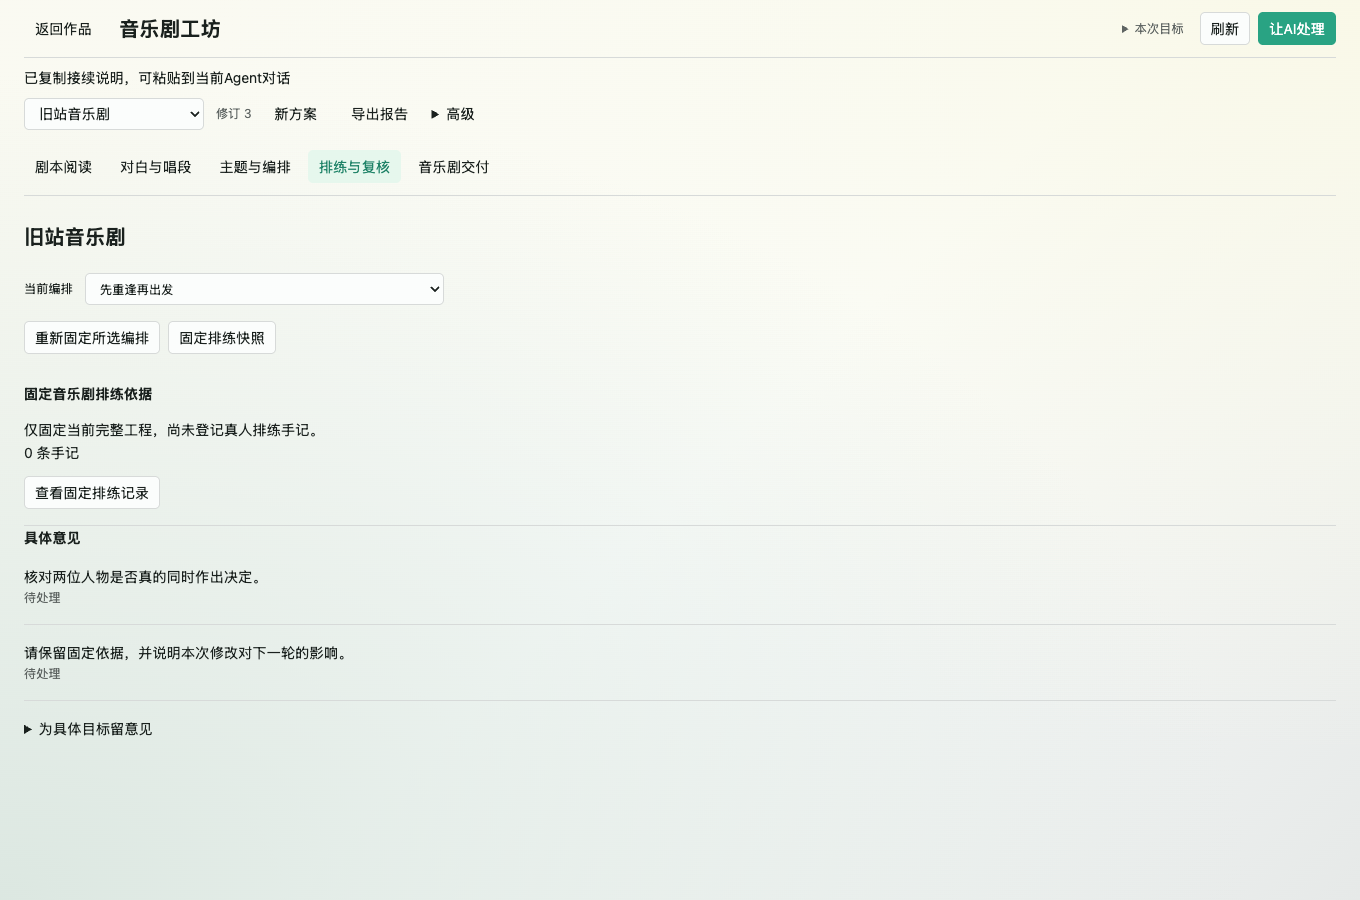 返回作品 音乐剧工坊 ▶ 本次目标 刷新 让AI处理
已复制接续说明，可粘贴到当前Agent对话
旧站音乐剧 修订 3 新方案 导出报告 ▶ 高级
剧本阅读 对白与唱段 主题与编排 排练与复核 音乐剧交付
旧站音乐剧
当前编排 先重逢再出发
重新固定所选编排 固定排练快照
固定音乐剧排练依据
仅固定当前完整工程，尚未登记真人排练手记。
0 条手记
查看固定排练记录
具体意见
核对两位人物是否真的同时作出决定。
待处理
请保留固定依据，并说明本次修改对下一轮的影响。
待处理
▶ 为具体目标留意见